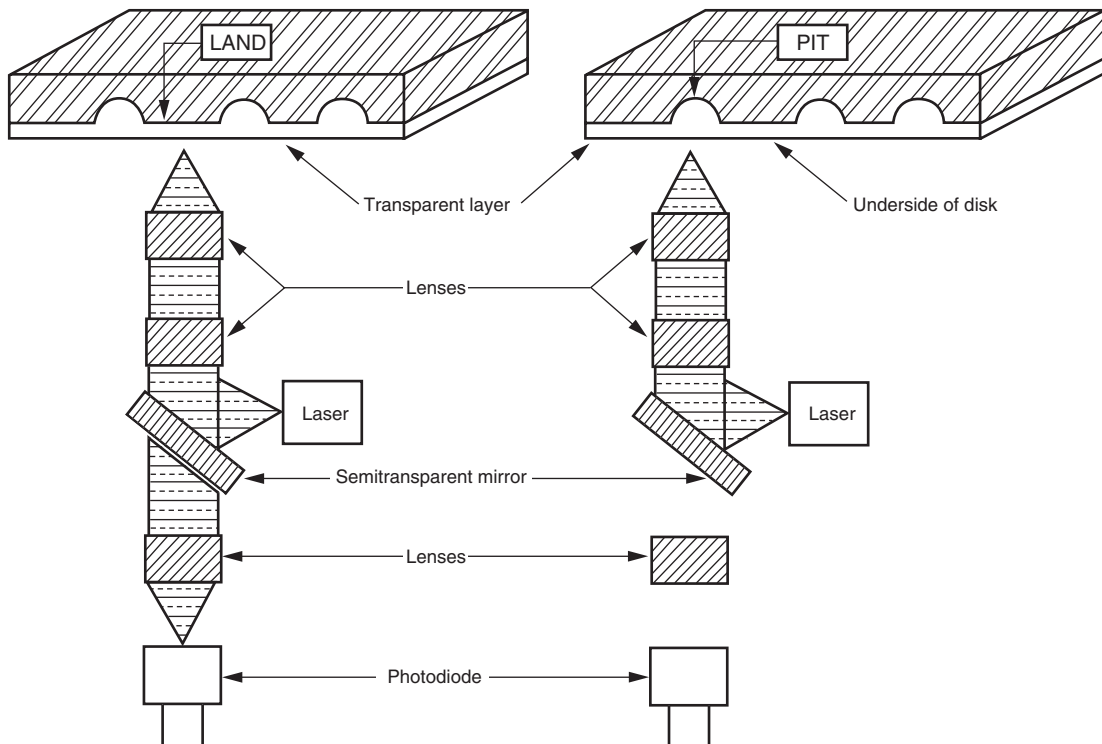 LAND
PIT
Transparent layer
Underside of disk
Lenses
Laser
Laser
Semitransparent mirror
Lenses
Photodiode